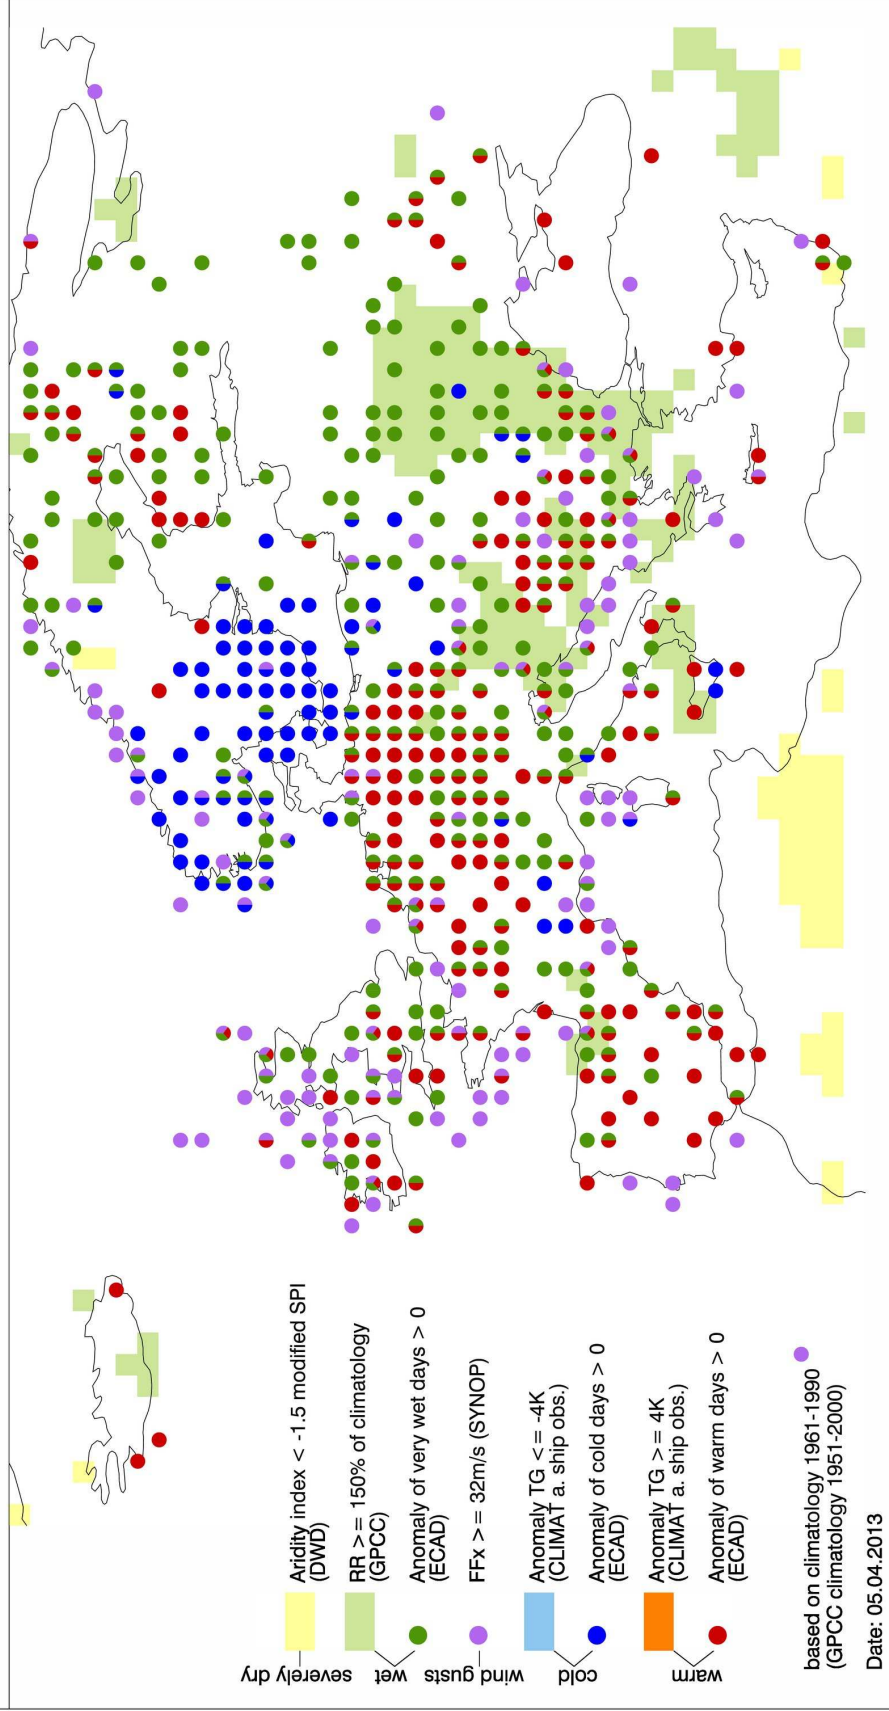 severely dry
Aridity index < -1.5 modified SPI
(DWD)
wet
RR >= 150% of climatology
(GPCC)
Anomaly of very wet days > 0
(ECAD)
wind gusts
FFx >= 32m/s (SYNOP)
cold
Anomaly TG <= -4K
(CLIMAT a. ship obs.)
Anomaly of cold days > 0
(ECAD)
warm
Anomaly TG >= 4K
(CLIMAT a. ship obs.)
Anomaly of warm days > 0
(ECAD)
based on climatology 1961-1990
(GPCC climatology 1951-2000)
Date: 05.04.2013